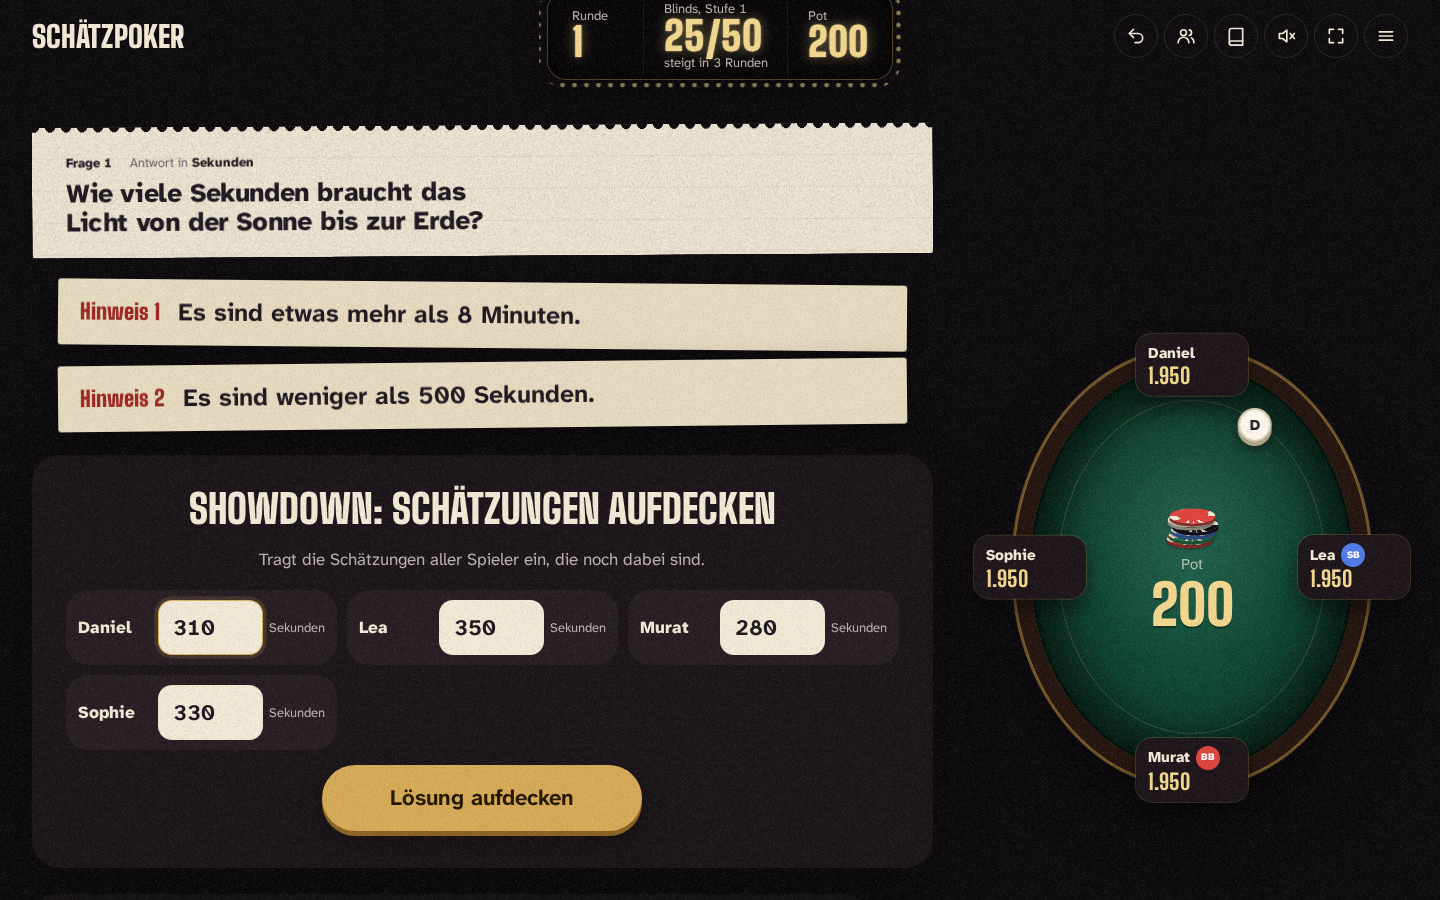 SCHÄTZPOKER
Runde
1
Blinds, Stufe 1
25/50
steigt in 3 Runden
Pot
200
Frage 1 Antwort in Sekunden
Wie viele Sekunden braucht das
Licht von der Sonne bis zur Erde?
Hinweis 1 Es sind etwas mehr als 8 Minuten.
Hinweis 2 Es sind weniger als 500 Sekunden.
SHOWDOWN: SCHÄTZUNGEN AUFDECKEN
Tragt die Schätzungen aller Spieler ein, die noch dabei sind.
Daniel 310 Sekunden
Lea 350 Sekunden
Murat 280 Sekunden
Sophie 330 Sekunden
Lösung aufdecken
Daniel
1.950
D
Sophie
1.950
Pot
200
Lea SB
1.950
Murat BB
1.950